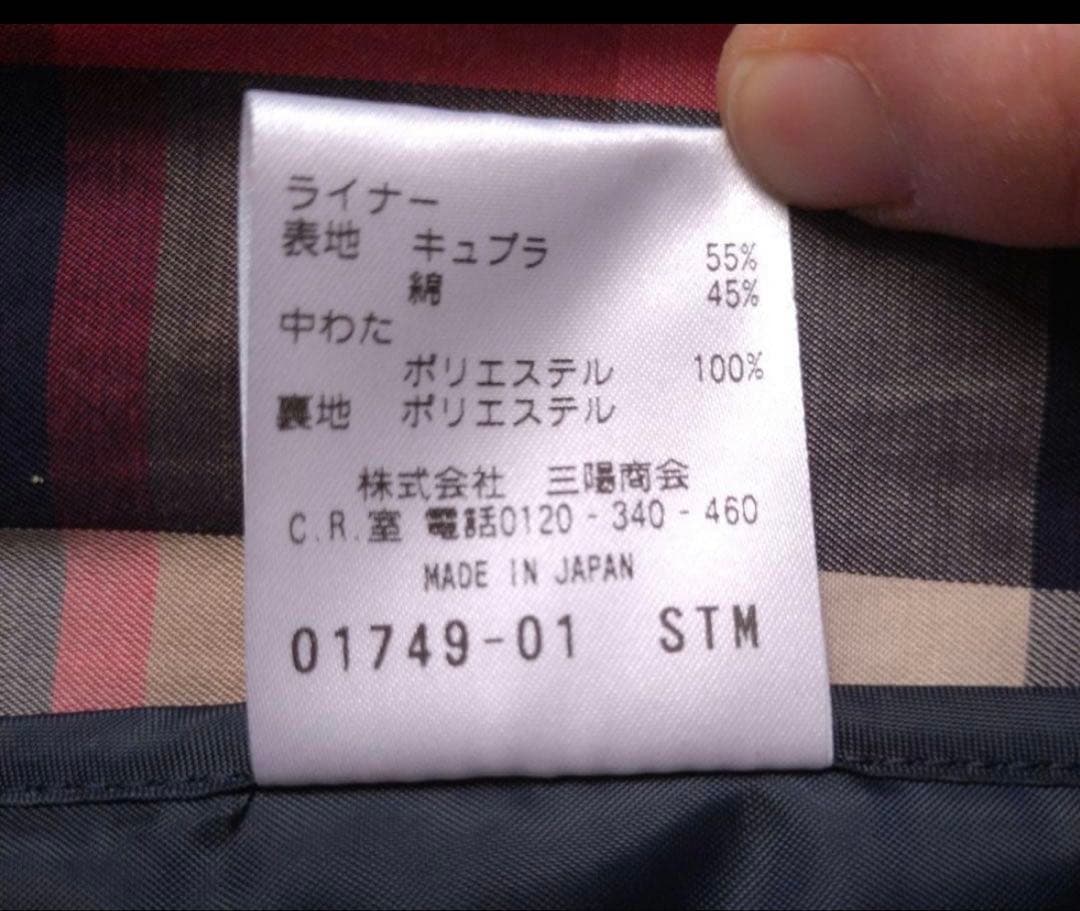 ライナー
表地 キュプラ 55%
綿 45%
中わた
ポリエステル 100%
裏地 ポリエステル
株式会社 三陽商会
C.R.室 電話0120-340-460
MADE IN JAPAN
01749-01 STM